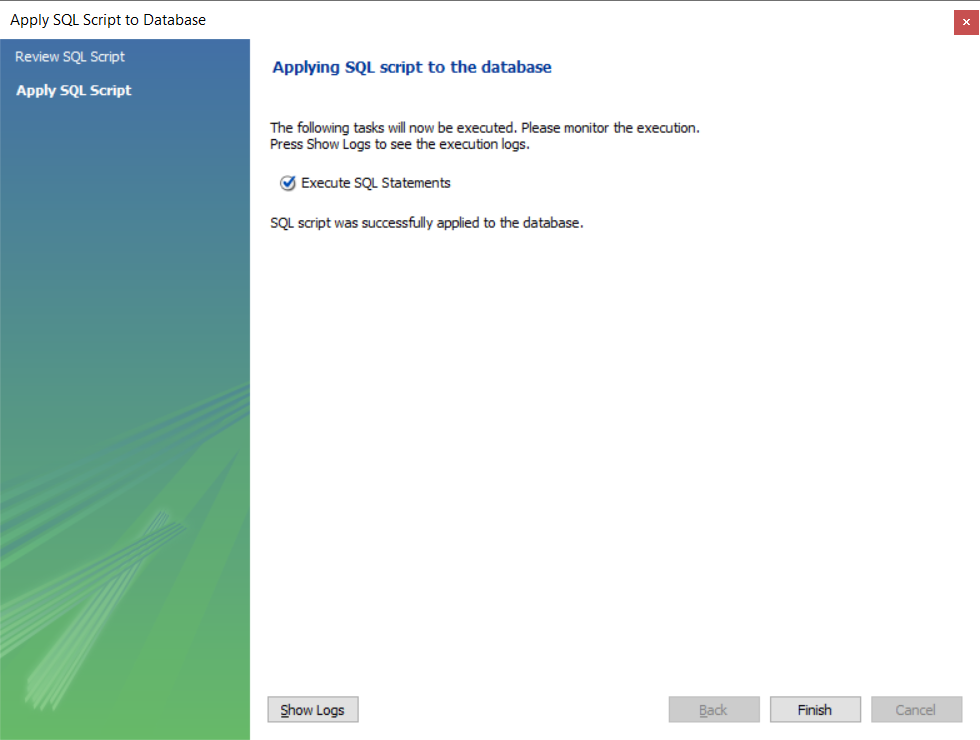 Apply SQL Script to Database
Review SQL Script
Apply SQL Script
Applying SQL script to the database
The following tasks will now be executed. Please monitor the execution.
Press Show Logs to see the execution logs.
Execute SQL Statements
SQL script was successfully applied to the database.
Show Logs
Back
Finish
Cancel